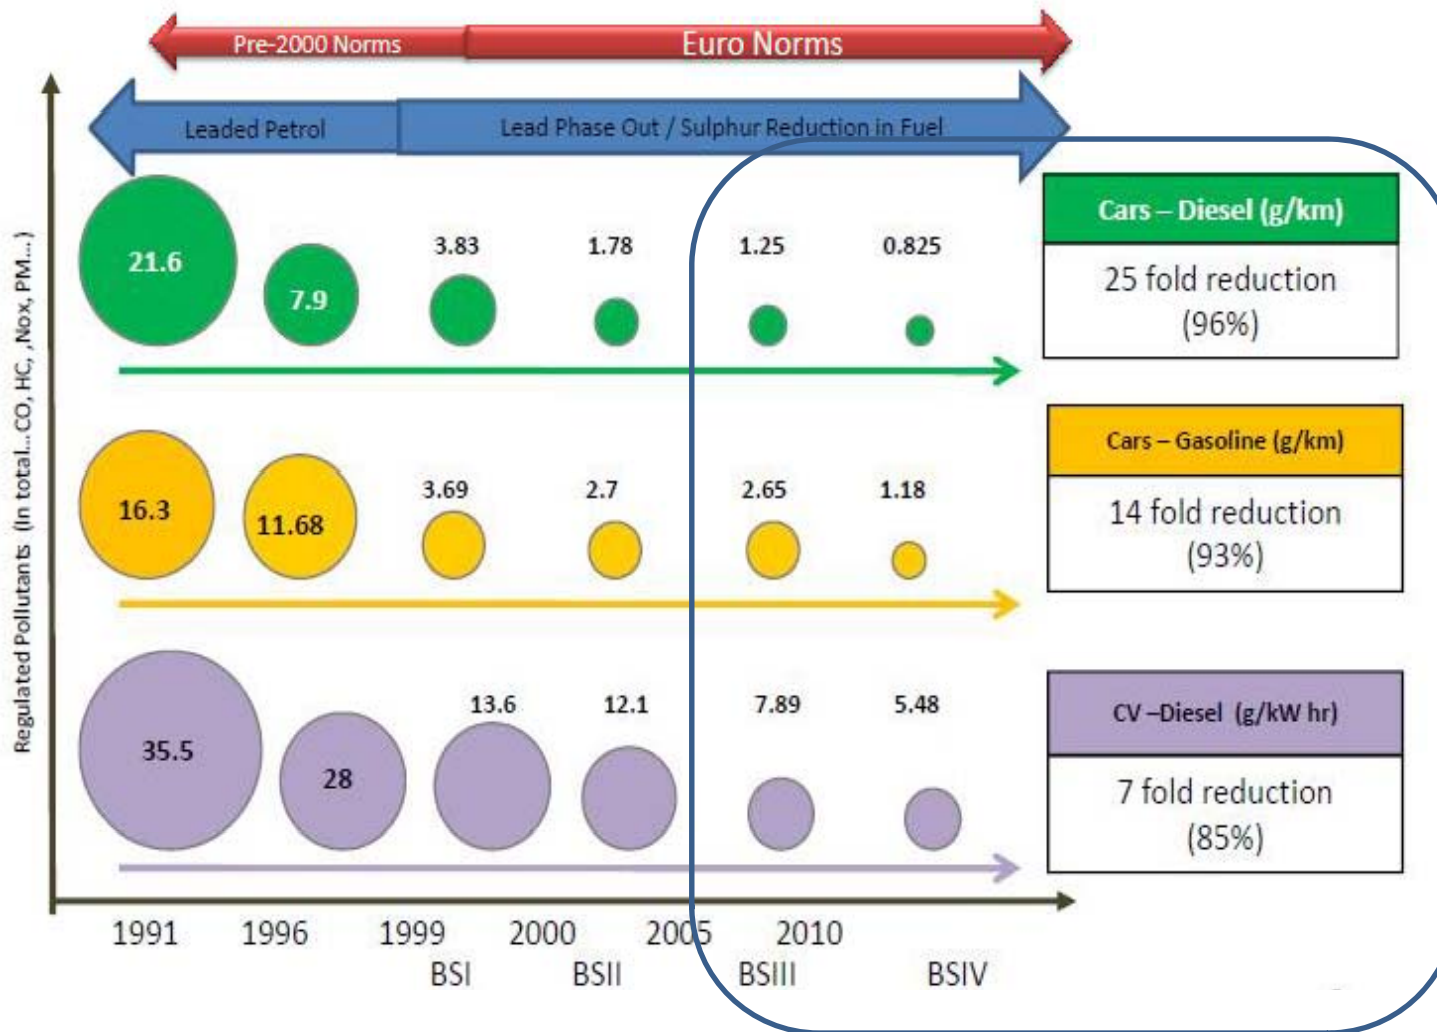 Pre-2000 Norms
Euro Norms
Leaded Petrol
Lead Phase Out / Sulphur Reduction in Fuel
Regulated Pollutants (In total...CO, HC, ,Nox, PM...)
21.6
7.9
3.83
1.78
1.25
0.825
Cars – Diesel (g/km)
25 fold reduction
(96%)
16.3
11.68
3.69
2.7
2.65
1.18
Cars – Gasoline (g/km)
14 fold reduction
(93%)
35.5
28
13.6
12.1
7.89
5.48
CV –Diesel (g/kW hr)
7 fold reduction
(85%)
1991 1996 1999 2000 2005 2010
BSI BSII BSIII BSIV